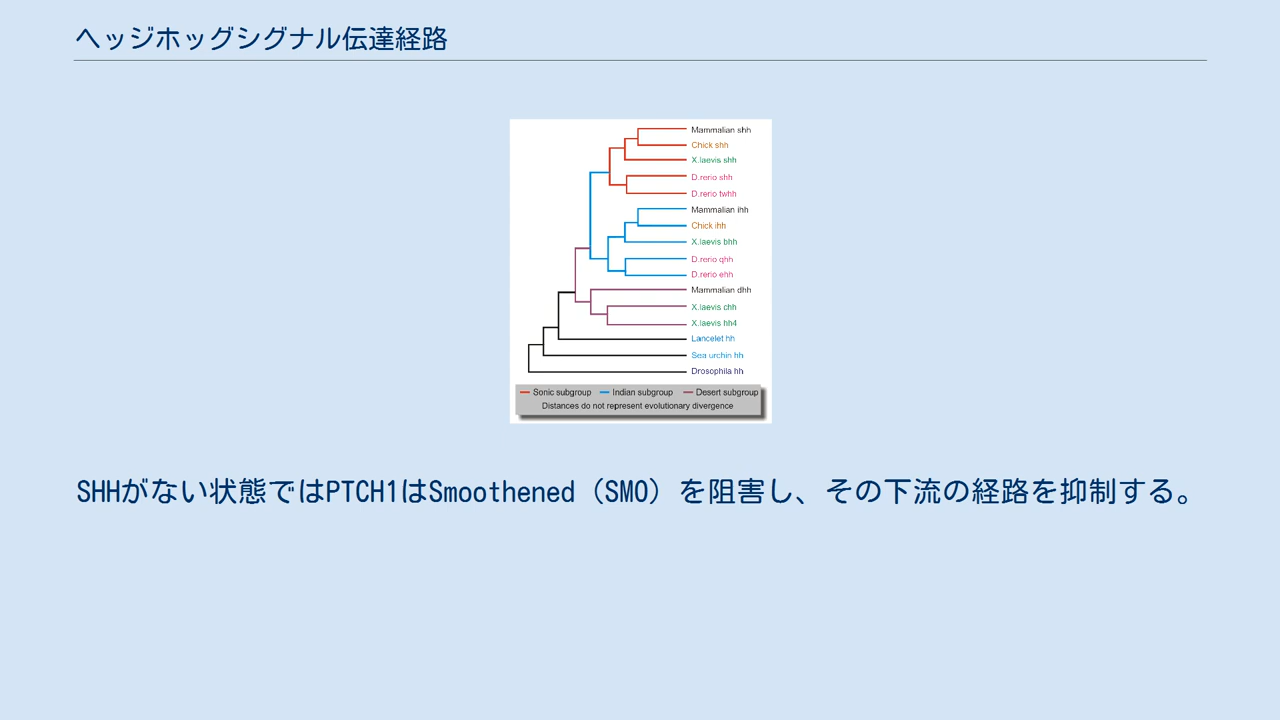 ヘッジホッグシグナル伝達経路
Mammalian shh
Chick shh
X.laevis shh
D.rerio shh
D.rerio twhh
Mammalian ihh
Chick ihh
X.laevis bhh
D.rerio qhh
D.rerio ehh
Mammalian dhh
X.laevis chh
X.laevis hh4
Lancelet hh
Sea urchin hh
Drosophila hh
Sonic subgroup Indian subgroup Desert subgroup
Distances do not represent evolutionary divergence
SHHがない状態ではPTCH1はSmoothened（SMO）を阻害し、その下流の経路を抑制する。